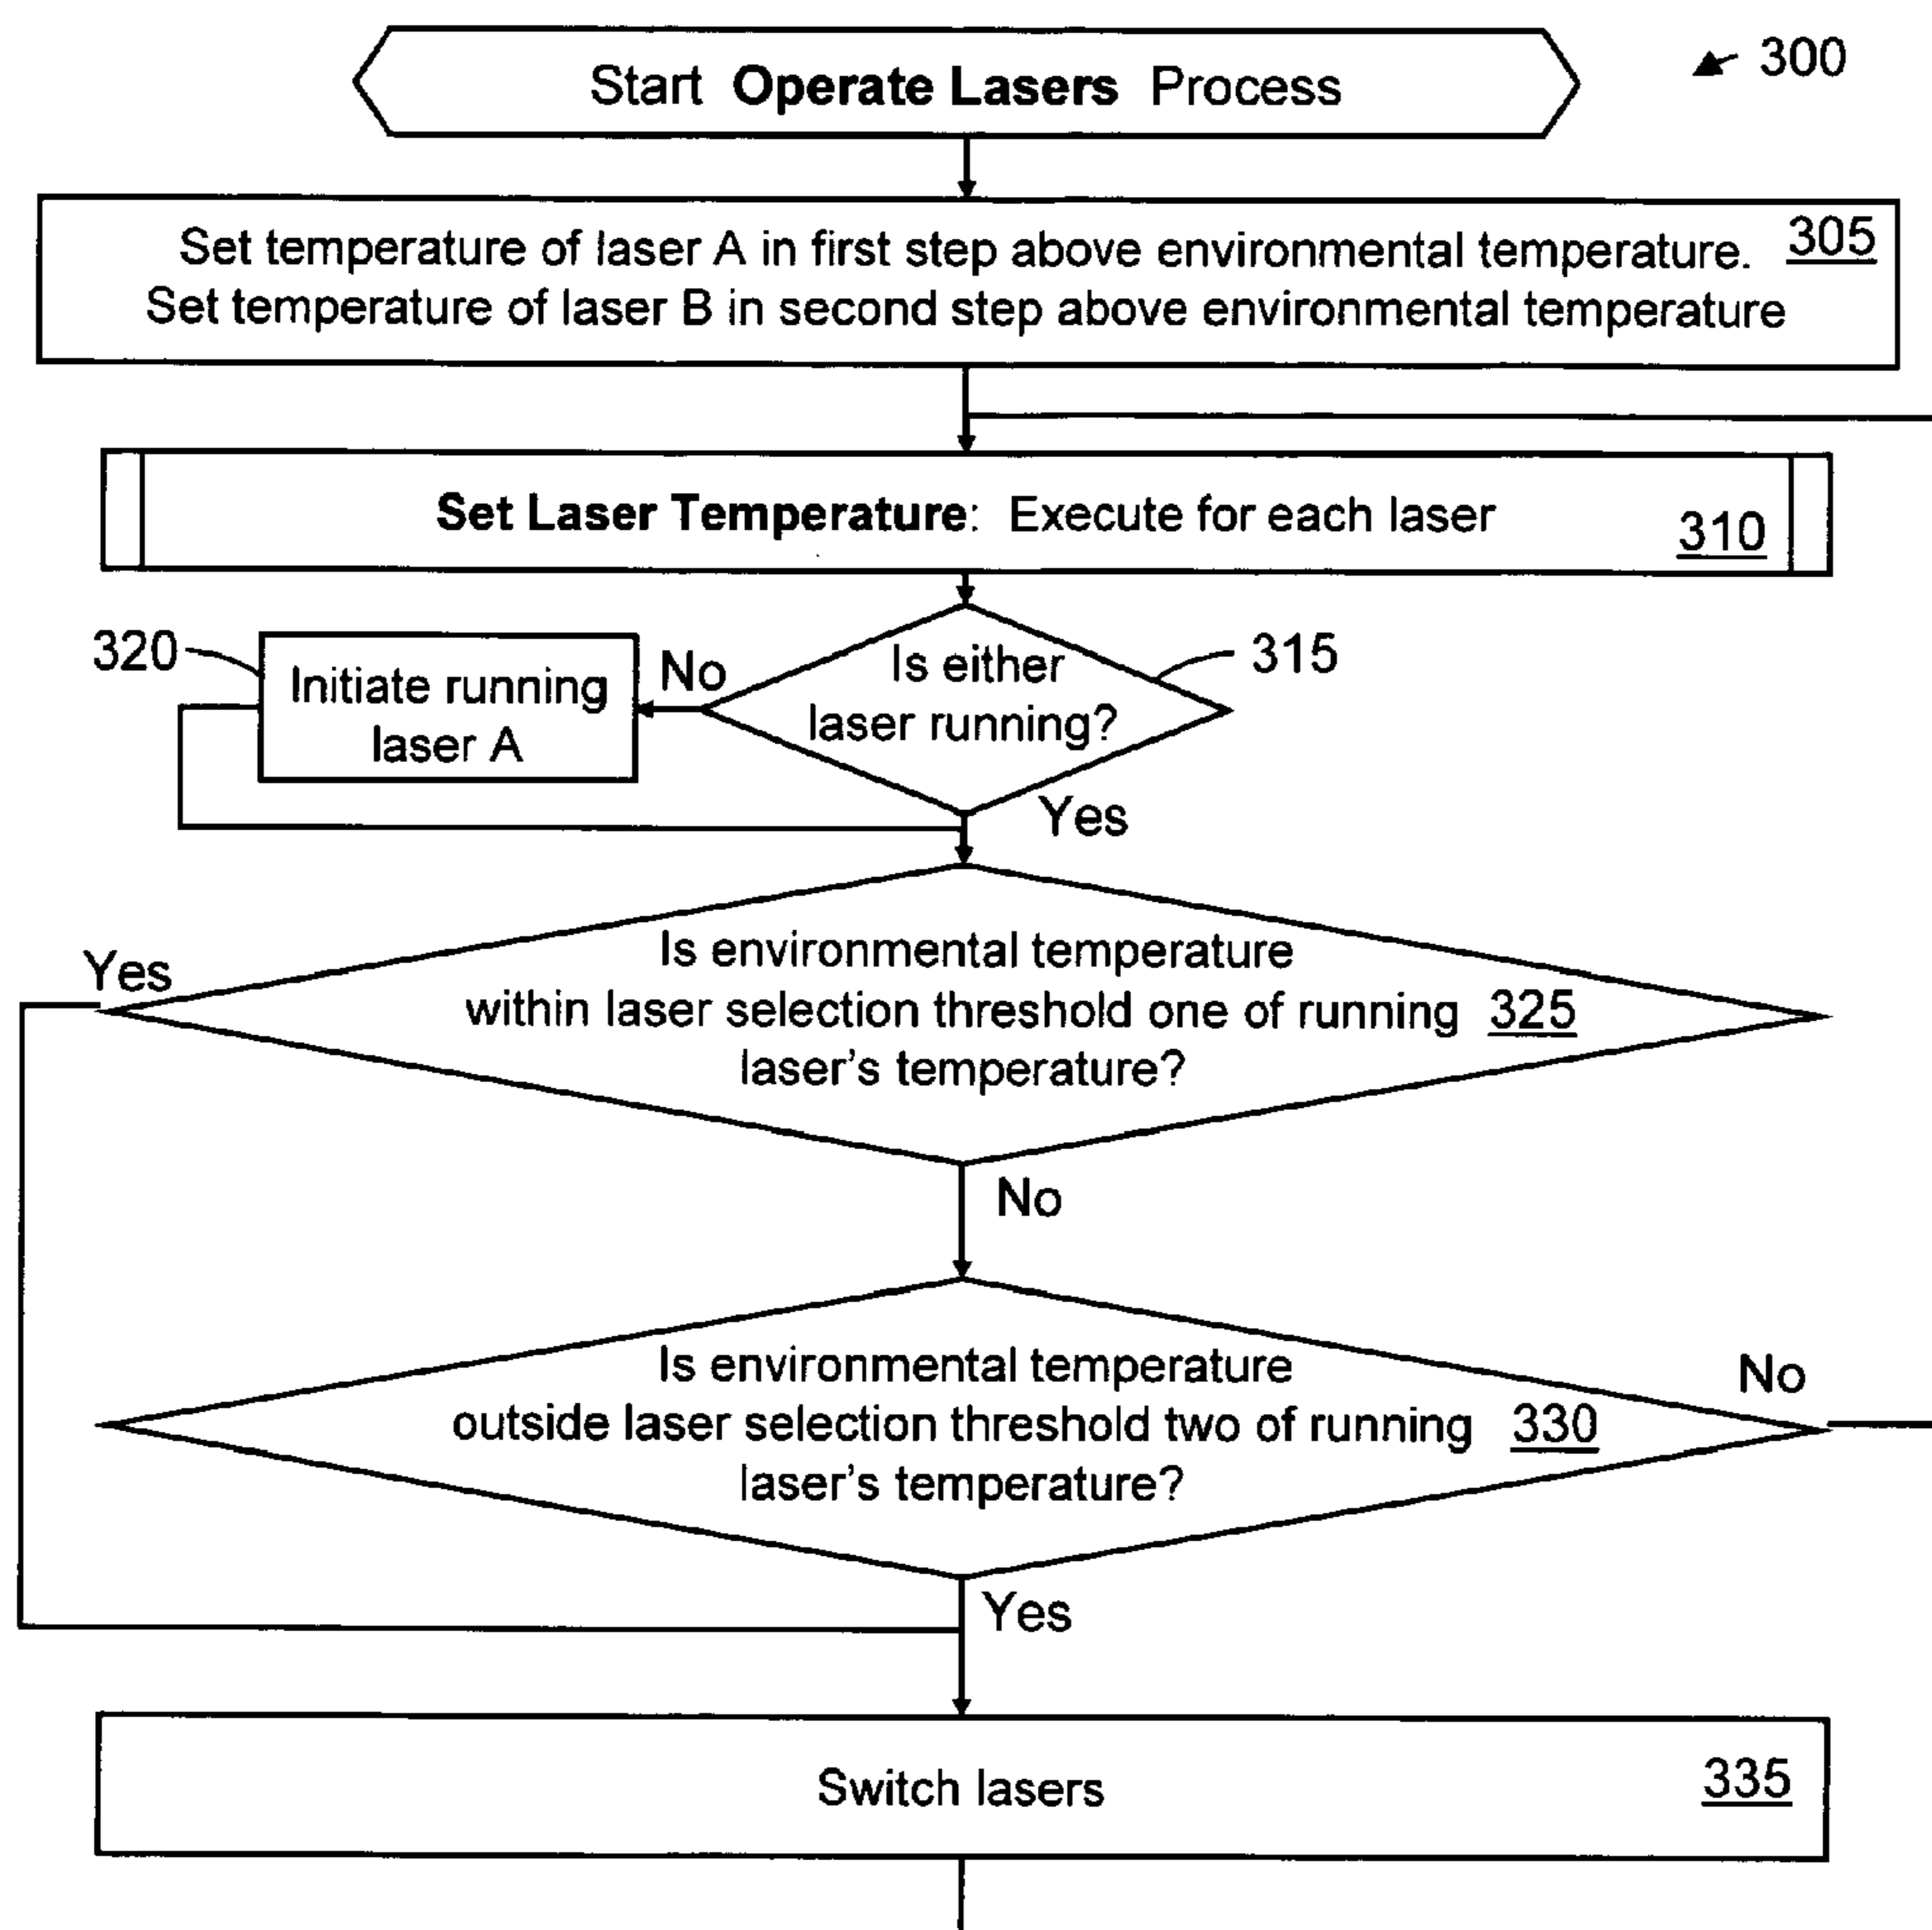 Start Operate Lasers Process
300
Set temperature of laser A in first step above environmental temperature. 305
Set temperature of laser B in second step above environmental temperature
Set Laser Temperature: Execute for each laser
310
320
Initiate running
laser A
No
Is either
laser running?
315
Yes
Yes
Is environmental temperature
within laser selection threshold one of running 325
laser's temperature?
No
Is environmental temperature
outside laser selection threshold two of running 330
laser's temperature?
No
Yes
Switch lasers
335